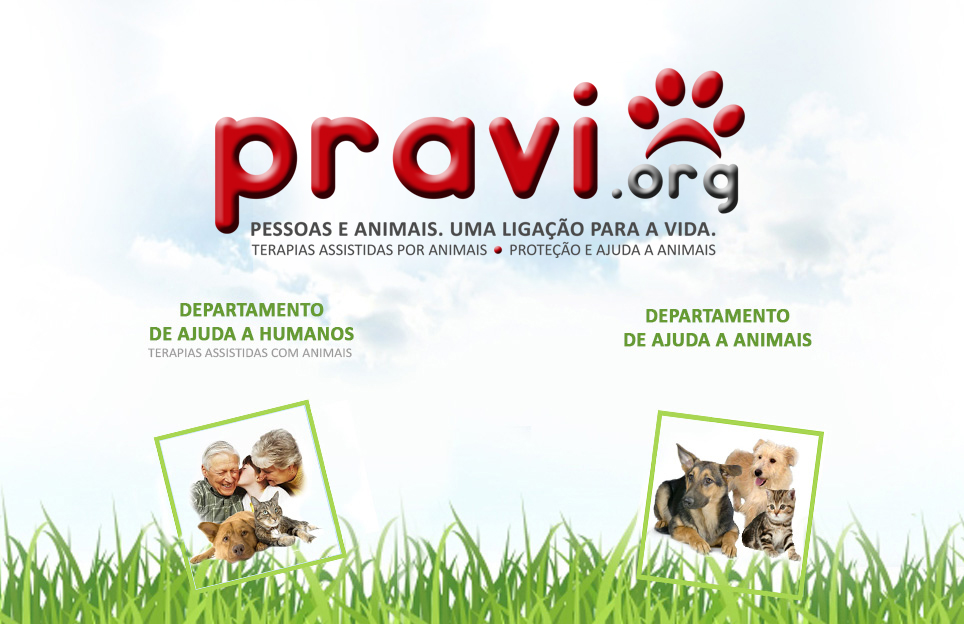 pravi.org
PESSOAS E ANIMAIS. UMA LIGAÇÃO PARA A VIDA.
TERAPIAS ASSISTIDAS POR ANIMAIS • PROTEÇÃO E AJUDA A ANIMAIS
DEPARTAMENTO
DE AJUDA A HUMANOS
TERAPIAS ASSISTIDAS COM ANIMAIS
DEPARTAMENTO
DE AJUDA A ANIMAIS